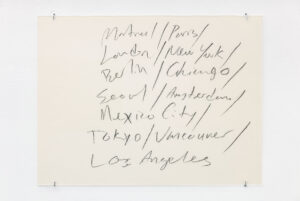 Montreal/Paris/
London/New York/
Berlin/Chicago/
Seoul/Amsterdam/
Mexico City/
Tokyo/Vancouver/
Los Angeles